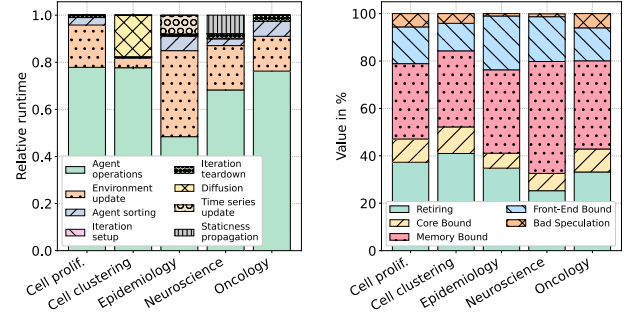 1.0
0.8
0.6
0.4
0.2
0.0
Relative runtime
Agent
operations
Environment
update
Agent sorting
Iteration
setup
Iteration
teardown
Diffusion
Time series
update
Staticness
propagation
Cell prolif.
Cell clustering
Epidemiology
Neuroscience
Oncology
100
80
60
40
20
0
Value in %
Retiring
Core Bound
Memory Bound
Front-End Bound
Bad Speculation
Cell prolif.
Cell clustering
Epidemiology
Neuroscience
Oncology